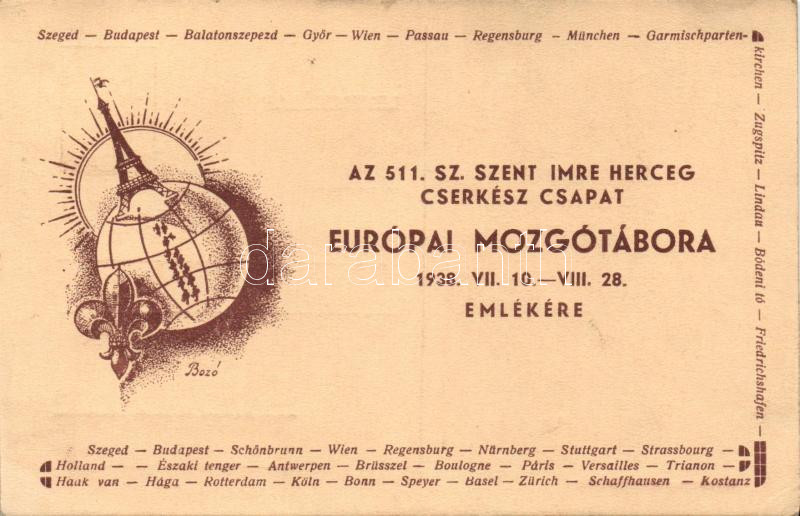 Szeged — Budapest — Balatonszepezd — Győr — Wien — Passau — Regensburg — München — Garmischparten-
kirchen — Zugspitz — Lindau — Bódeni tó — Friedrichshafen —
AZ 511. SZ. SZENT IMRE HERCEG
CSERKÉSZ CSAPAT
EURÓPAI MOZGÓTÁBORA
1938. VII. 10.—VIII. 28.
EMLÉKÉRE
Bozó
darabanth
Szeged — Budapest — Schönbrunn — Wien — Regensburg — Nürnberg — Stuttgart — Strassbourg —
Holland — — Északi tenger — Antwerpen — Brüsszel — Boulogne — Páris — Versailles — Trianon —
Haak van — Hága — Rotterdam — Köln — Bonn — Speyer — Basel — Zürich — Schaffhausen — Kostanz